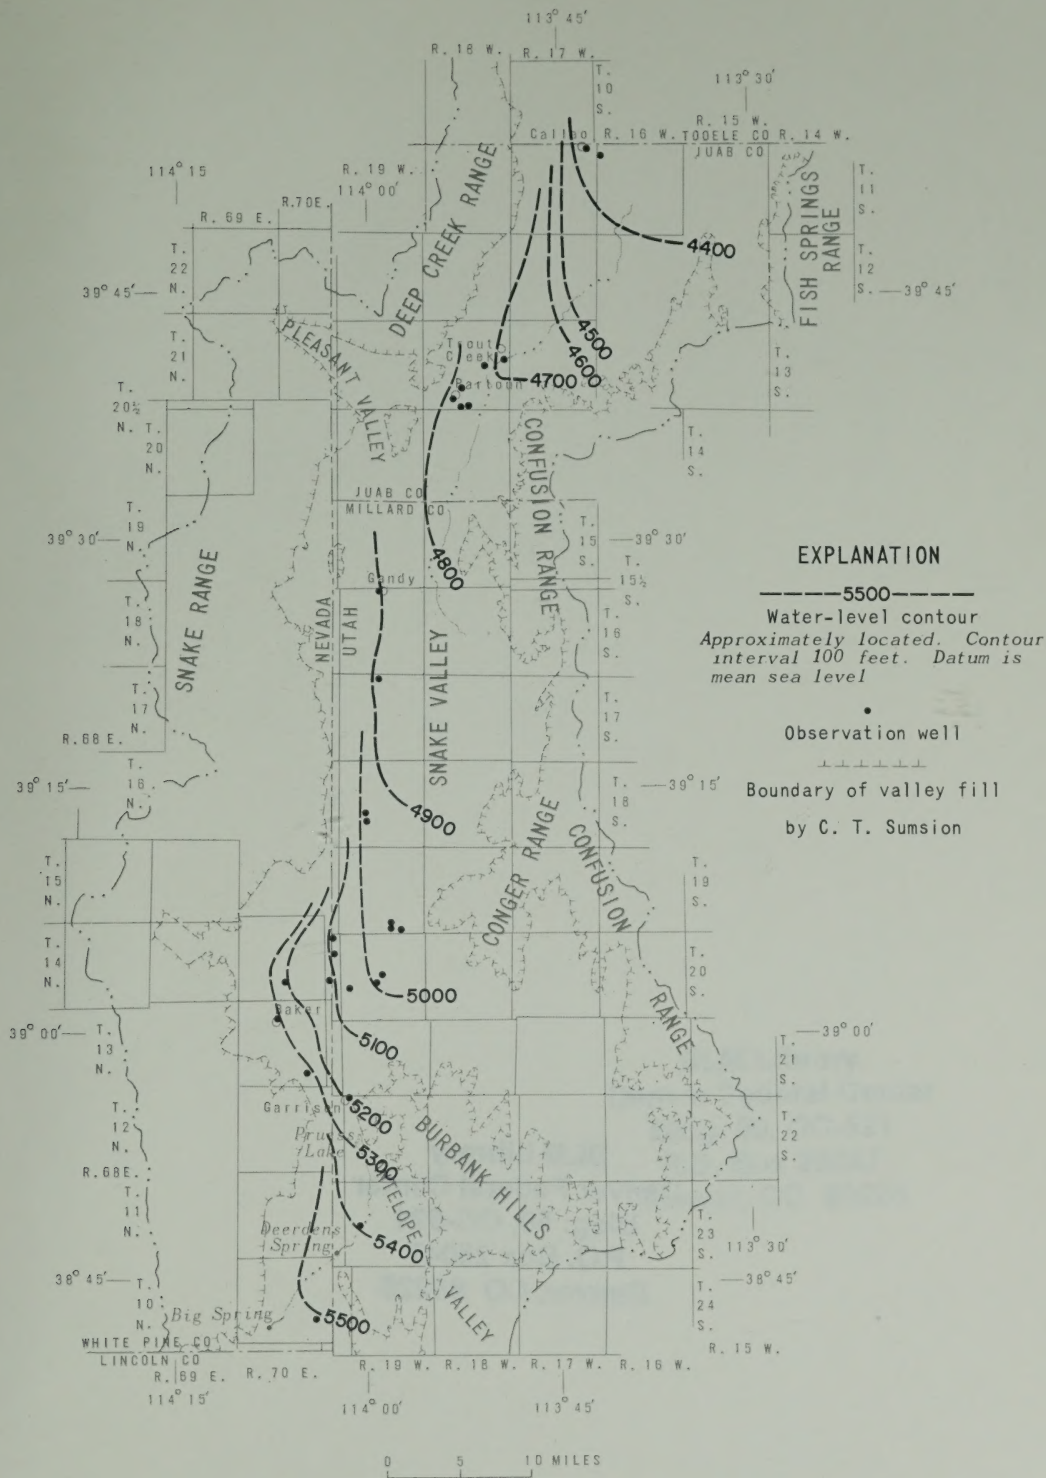 113° 45'
R. 18 W. R. 17 W.
T. 10 S.
113° 30'
R. 15 W.
Callao R. 16 W. TOOELE CO R. 14 W.
JUAB CO
114° 15
R. 19 W.
114° 00'
R. 69 E. R.70E.
T. 11 S.
T. 22 N.
DEEP CREEK RANGE
FISH SPRINGS RANGE
4400
T. 12 S.
39° 45'
39° 45'
T. 21 N.
PLEASANT VALLEY
4500
4600
4700
Trout Creek
Partoun
T. 13 S.
T. 20½ N.
T. 20 N.
T. 14 S.
CONFUSION RANGE
JUAB CO
MILLARD CO
T. 19 N.
39° 30'
T. 15 S.
39° 30'
T. 15½ S.
4800
Gandy
NEVADA
UTAH
SNAKE RANGE
SNAKE VALLEY
T. 18 N.
T. 16 S.
T. 17 N.
T. 17 S.
R.68 E.
T. 16 N.
39° 15'
T. 18 S.
39° 15'
4900
CONGER RANGE
CONFUSION RANGE
T. 15 N.
T. 19 S.
T. 14 N.
T. 20 S.
5000
Baker
39° 00'
T. 13 N.
39° 00'
5100
T. 21 S.
Garrison
5200
T. 12 N.
T. 22 S.
Pruess Lake
5300
BURBANK HILLS
R.68E.
T. 11 N.
ANTELOPE VALLEY
Deerdens Spring
5400
T. 23 S.
113° 30'
38° 45'
T. 10 N.
38° 45'
T. 24 S.
Big Spring
5500
WHITE PINE CO
LINCOLN CO
R. 69 E. R. 70 E. R. 19 W. R. 18 W. R. 17 W. R. 16 W.
R. 15 W.
114° 15'
114° 00'
113° 45'
0 5 10 MILES
EXPLANATION
5500
Water-level contour
Approximately located. Contour
interval 100 feet. Datum is
mean sea level
Observation well
Boundary of valley fill
by C. T. Sumsion